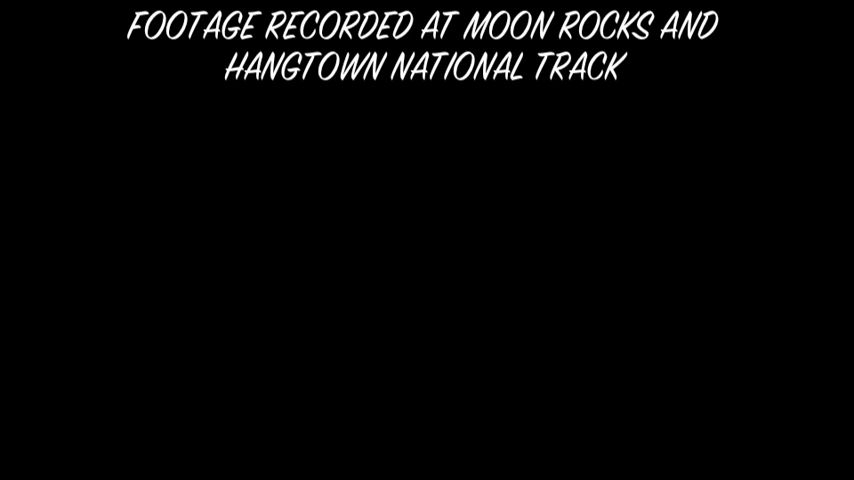 FOOTAGE RECORDED AT MOON ROCKS AND
HANGTOWN NATIONAL TRACK